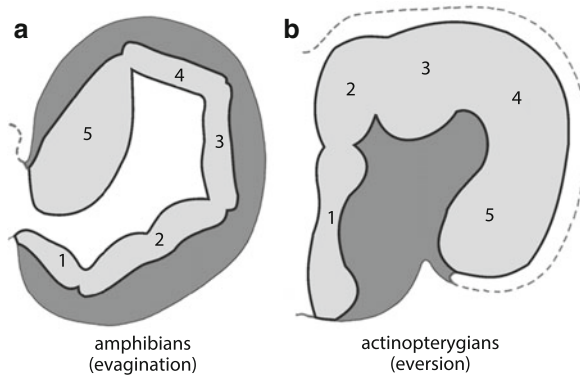 a
4
5
3
2
1
amphibians
(evagination)
b
3
2
4
1
5
actinopterygians
(eversion)